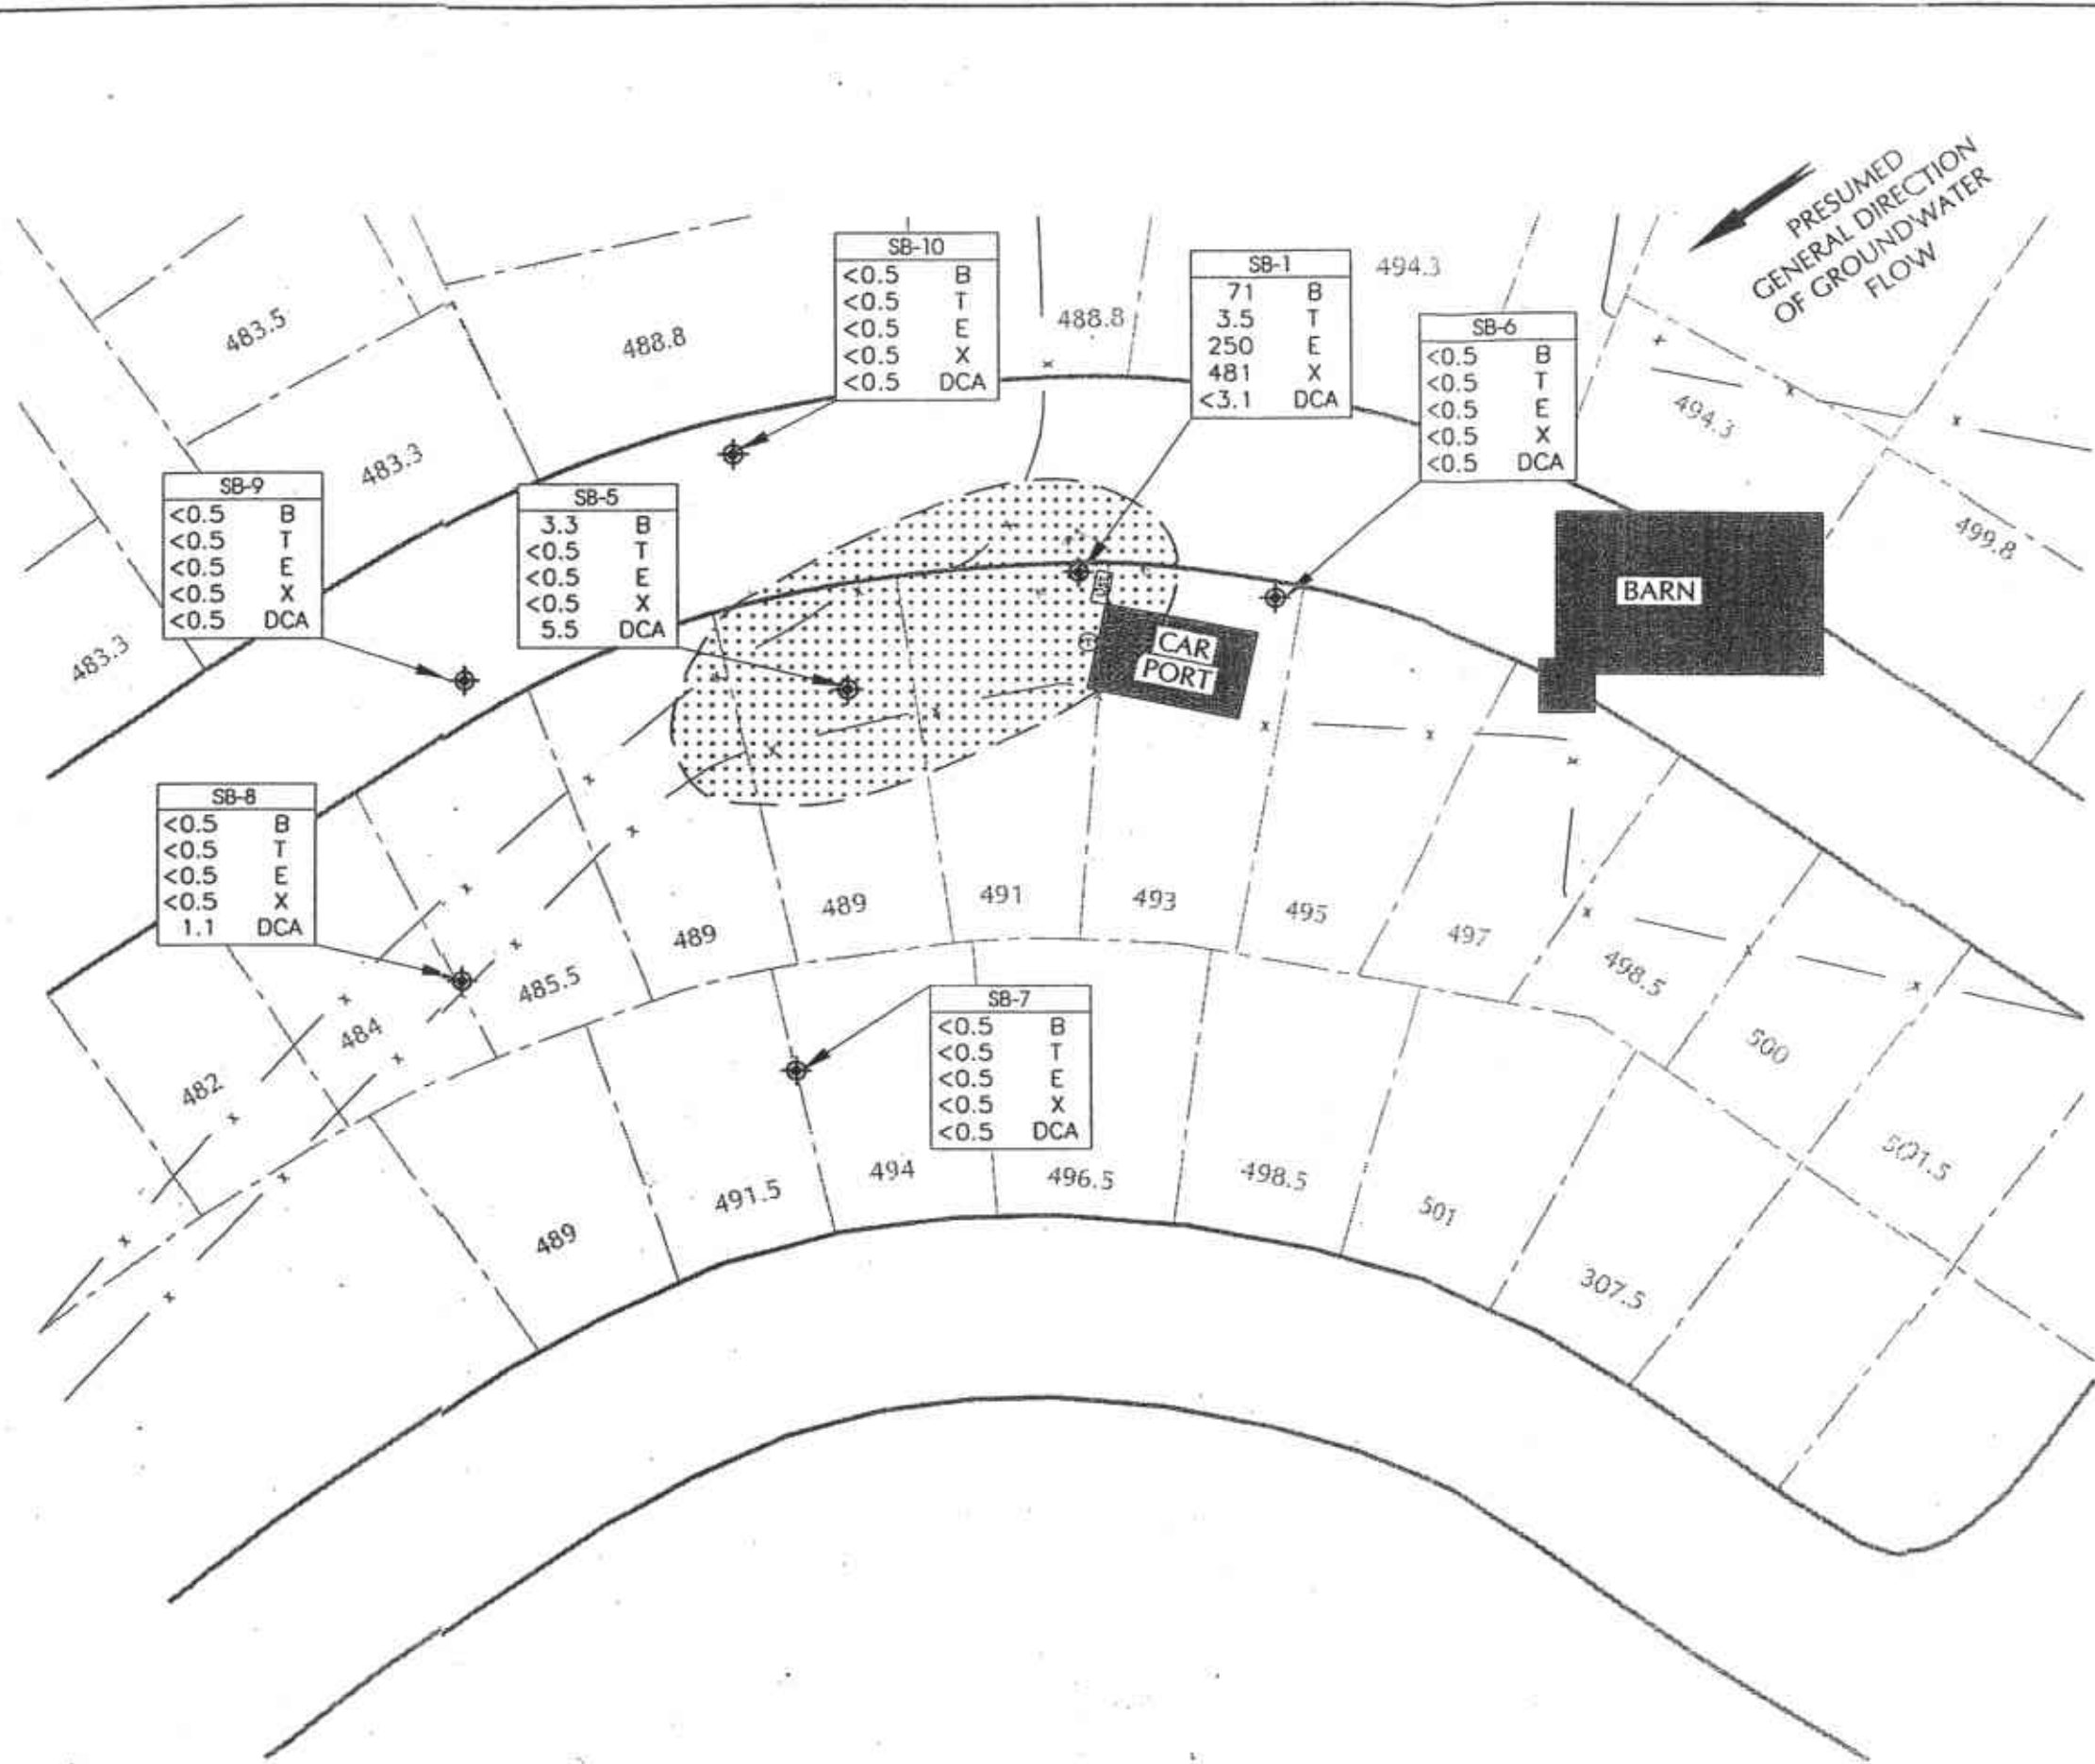 PRESUMED
GENERAL DIRECTION
OF GROUNDWATER
FLOW
SB-10
<0.5 B
<0.5 T
<0.5 E
<0.5 X
<0.5 DCA
SB-1
71 B
3.5 T
250 E
481 X
<3.1 DCA
494.3
SB-6
<0.5 B
<0.5 T
<0.5 E
<0.5 X
<0.5 DCA
483.5
488.8
488.8
494.3
483.3
499.8
SB-9
<0.5 B
<0.5 T
<0.5 E
<0.5 X
<0.5 DCA
SB-5
3.3 B
<0.5 T
<0.5 E
<0.5 X
5.5 DCA
BARN
CAR
PORT
483.3
SB-8
<0.5 B
<0.5 T
<0.5 E
<0.5 X
1.1 DCA
489
489
491
493
495
497
498.5
500
501.5
485.5
484
482
SB-7
<0.5 B
<0.5 T
<0.5 E
<0.5 X
<0.5 DCA
489
491.5
494
496.5
498.5
501
307.5